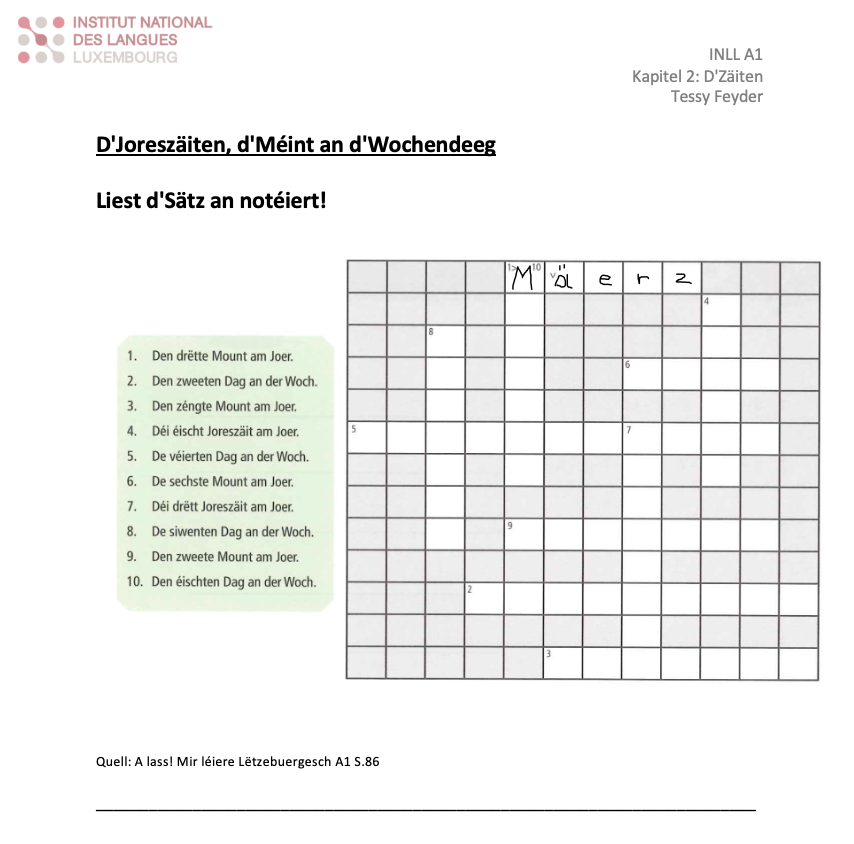 INSTITUT NATIONAL
DES LANGUES
LUXEMBOURG
INLL A1
Kapitel 2: D'Zäiten
Tessy Feyder
D'Joreszäiten, d'Méint an d'Wochendeeg
Liest d'Sätz an notéiert!
1> 10 M ä e r z
4
8
1. Den drëtte Mount am Joer.
6
2. Den zweeten Dag an der Woch.
3. Den zéngte Mount am Joer.
4. Déi éischt Joreszäit am Joer.
5 7
5. De véierten Dag an der Woch.
6. De sechste Mount am Joer.
7. Déi drëtt Joreszäit am Joer.
8. De siwenten Dag an der Woch.
9
9. Den zweete Mount am Joer.
10. Den éischten Dag an der Woch.
2
3
Quell: A lass! Mir léiere Lëtzebuergesch A1 S.86